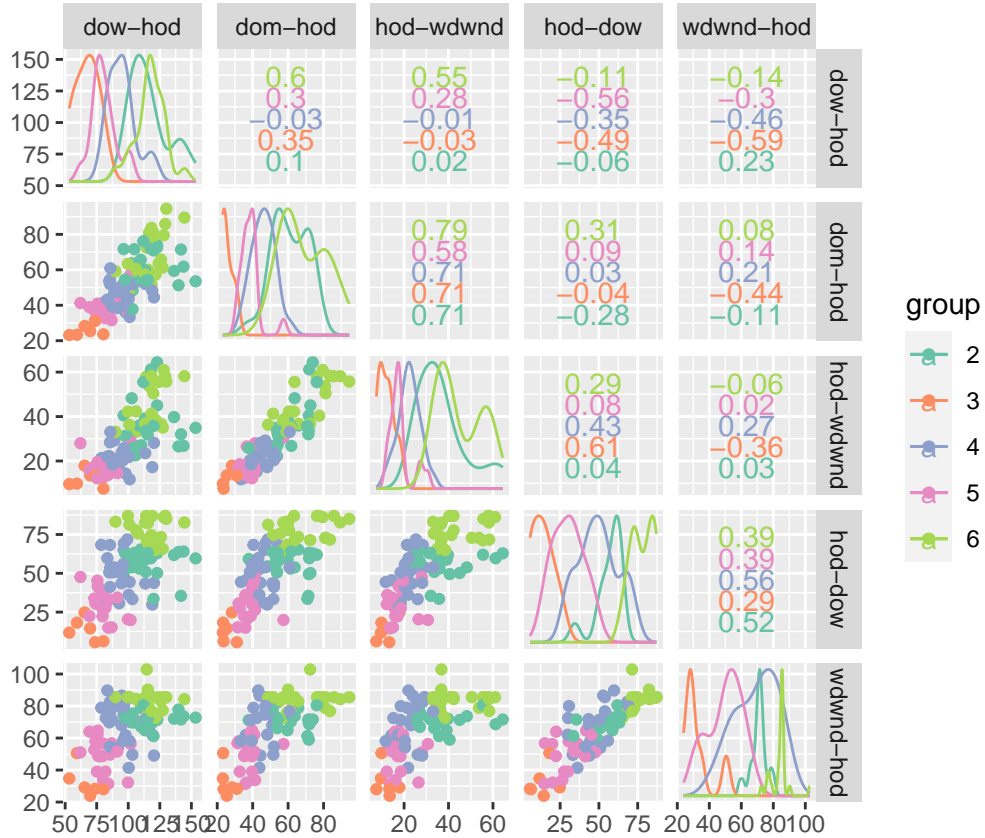 dow−hod dom−hod hod−wdwnd hod−dow wdwnd−hod
150
125
100
75
50
0.6 0.55 −0.11 −0.14
0.3 0.28 −0.56 −0.3
−0.03 −0.01 −0.35 −0.46
0.35 −0.03 −0.49 −0.59
0.1 0.02 −0.06 0.23
dow−hod
80
60
40
20
0.79 0.31 0.08
0.58 0.09 0.14
0.71 0.03 0.21
0.71 −0.04 −0.44
0.71 −0.28 −0.11
dom−hod
60
40
20
0.29 −0.06
0.08 0.02
0.43 0.27
0.61 −0.36
0.04 0.03
hod−wdwnd
75
50
25
0.39
0.39
0.56
0.29
0.52
hod−dow
100
80
60
40
20
wdwnd−hod
50 75 100 125 150 20 40 60 80 20 40 60 25 50 75 20 40 60 80 100
group
a 2
a 3
a 4
a 5
a 6